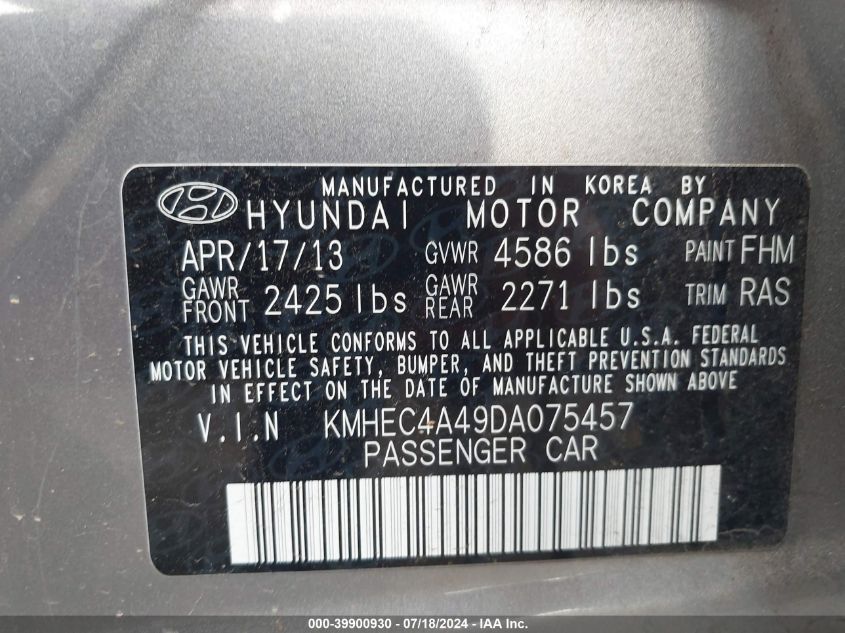 MANUFACTURED IN KOREA BY
HYUNDAI MOTOR COMPANY
APR/17/13 GVWR 4586 lbs PAINT FHM
GAWR FRONT 2425 lbs GAWR REAR 2271 lbs TRIM RAS
THIS VEHICLE CONFORMS TO ALL APPLICABLE U.S.A. FEDERAL
MOTOR VEHICLE SAFETY, BUMPER, AND THEFT PREVENTION STANDARDS
IN EFFECT ON THE DATE OF MANUFACTURE SHOWN ABOVE
V.I.N KMHEC4A49DA075457
PASSENGER CAR
000-39900930 - 07/18/2024 - IAA Inc.